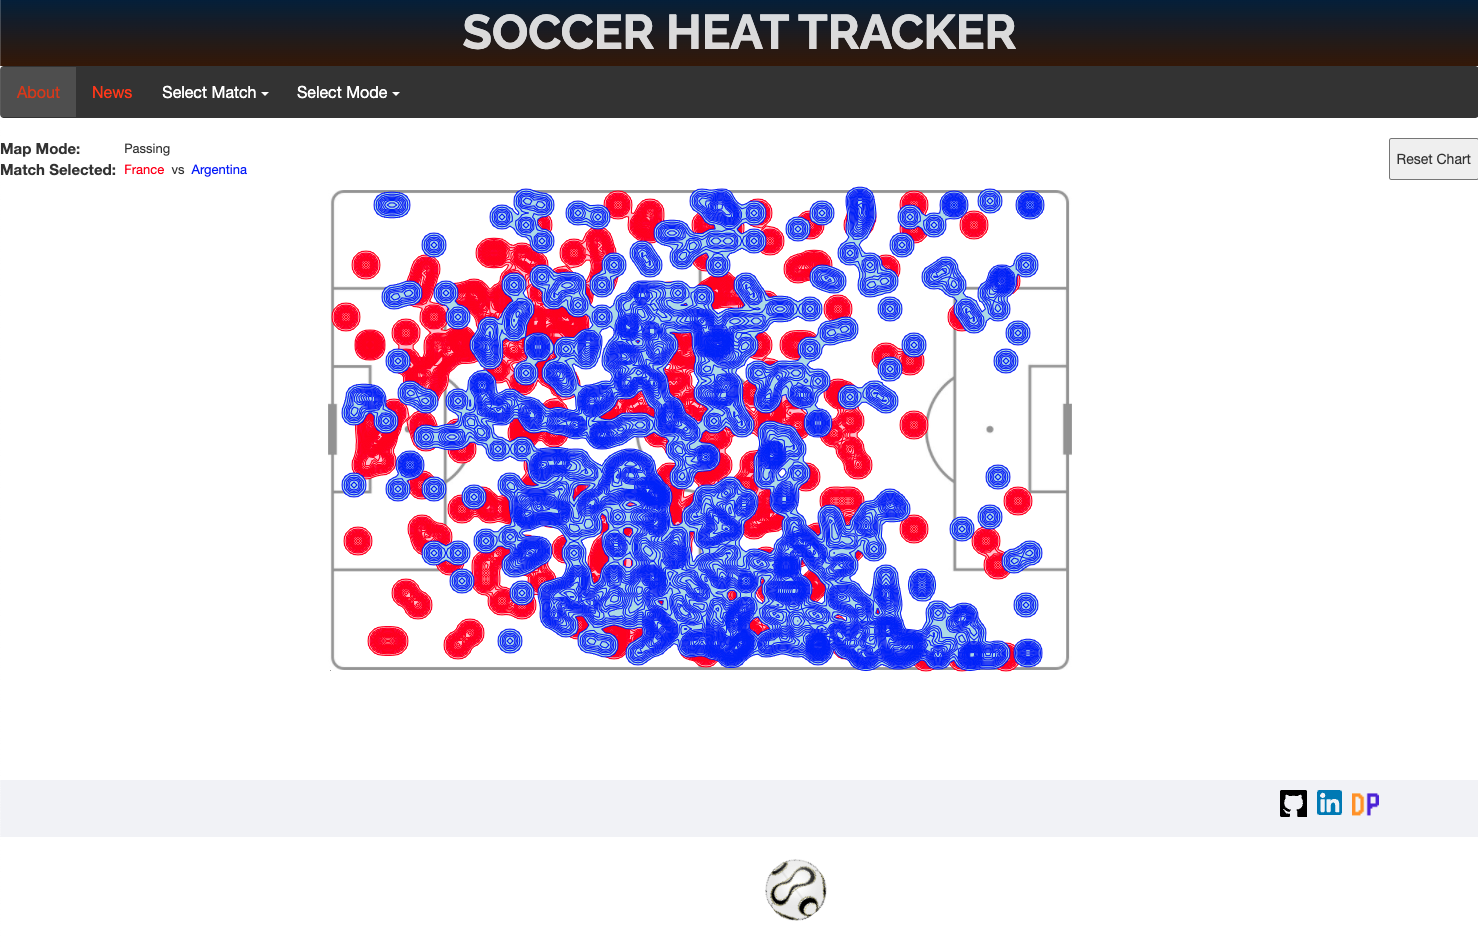 SOCCER HEAT TRACKER
About News Select Match Select Mode
Map Mode: Passing
Reset Chart
Match Selected: France vs Argentina
in DP